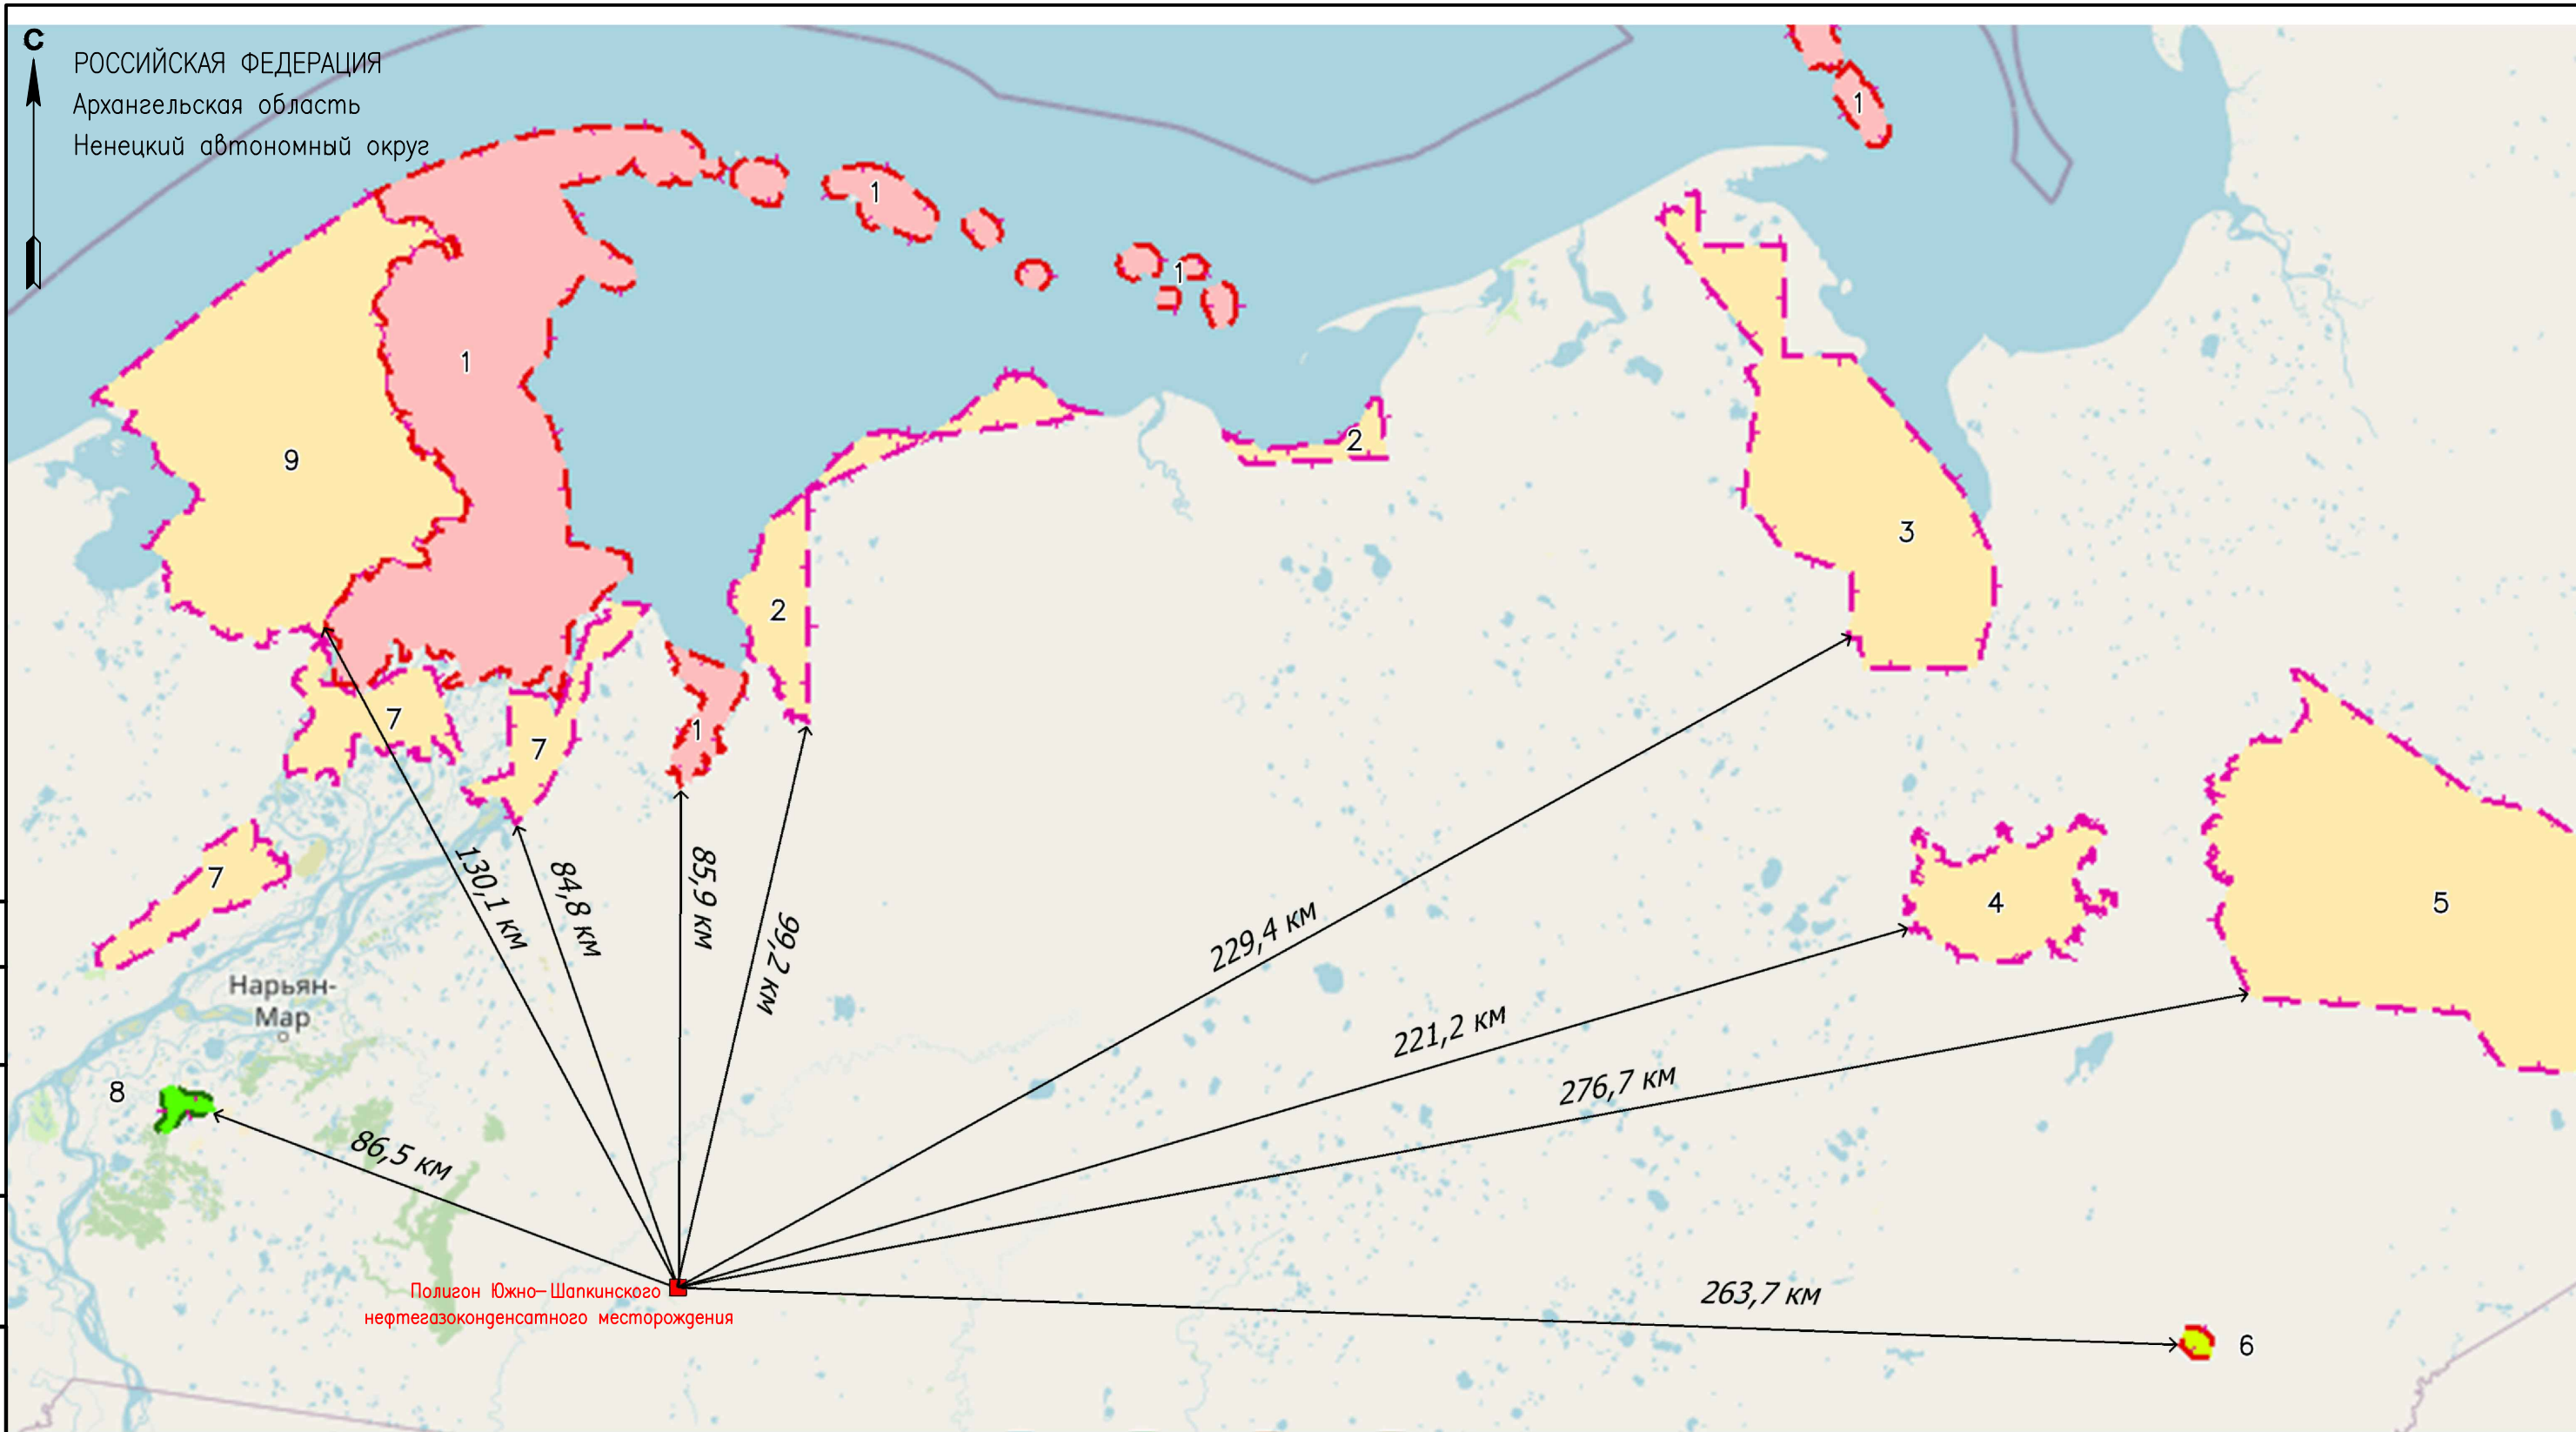 С
РОССИЙСКАЯ ФЕДЕРАЦИЯ
Архангельская область
Ненецкий автономный округ
1
1
1
1
9
2
3
2
7
1
7
7
4
5
130,1 км
84,8 км
85,9 км
99,2 км
229,4 км
221,2 км
276,7 км
Нарьян-
Мар
8
86,5 км
Полигон Южно-Шапкинского
нефтегазоконденсатного месторождения
263,7 км
6